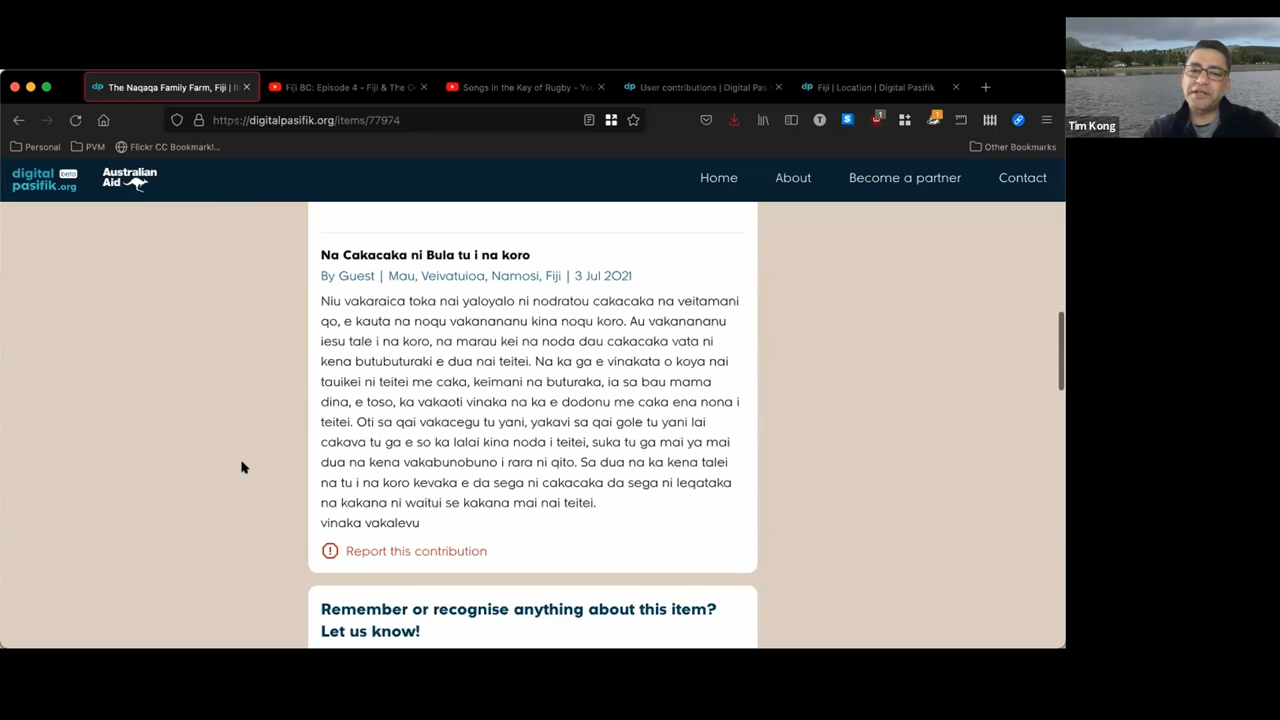 The Naqaqa Family Farm, Fiji | It
Fiji BC: Episode 4 - Fiji & The O
Songs in the Key of Rugby - Yo
User contributions | Digital Pas
Fiji | Location | Digital Pasifik
https://digitalpasifik.org/items/77974
Personal
PVM
Flickr CC Bookmarkl...
Other Bookmarks
Tim Kong
digital beta
pasifik.org
Australian
Aid
Home
About
Become a partner
Contact
Na Cakacaka ni Bula tu i na koro
By Guest | Mau, Veivatuioa, Namosi, Fiji | 3 Jul 2021
Niu vakaraica toka nai yaloyalo ni nodratou cakacaka na veitamani
qo, e kauta na noqu vakanananu kina noqu koro. Au vakanananu
iesu tale i na koro, na marau kei na noda dau cakacaka vata ni
kena butubuturaki e dua nai teitei. Na ka ga e vinakata o koya nai
tauikei ni teitei me caka, keimani na buturaka, ia sa bau mama
dina, e toso, ka vakaoti vinaka na ka e dodonu me caka ena nona i
teitei. Oti sa qai vakacegu tu yani, yakavi sa qai gole tu yani lai
cakava tu ga e so ka lalai kina noda i teitei, suka tu ga mai ya mai
dua na kena vakabunobuno i rara ni qito. Sa dua na ka kena talei
na tu i na koro kevaka e da sega ni cakacaka da sega ni leqataka
na kakana ni waitui se kakana mai nai teitei.
vinaka vakalevu
Report this contribution
Remember or recognise anything about this item?
Let us know!